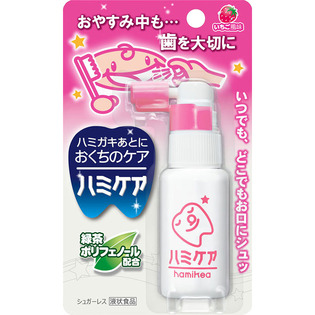 おやすみ中も…
歯を大切に
いちご風味
ハミガキあとに
おくちのケア
ハミケア
いつでも、どこでもお口にシュッ
緑茶
ポリフェノール
配合
ハミケア
hamikea
シュガーレス
液状食品